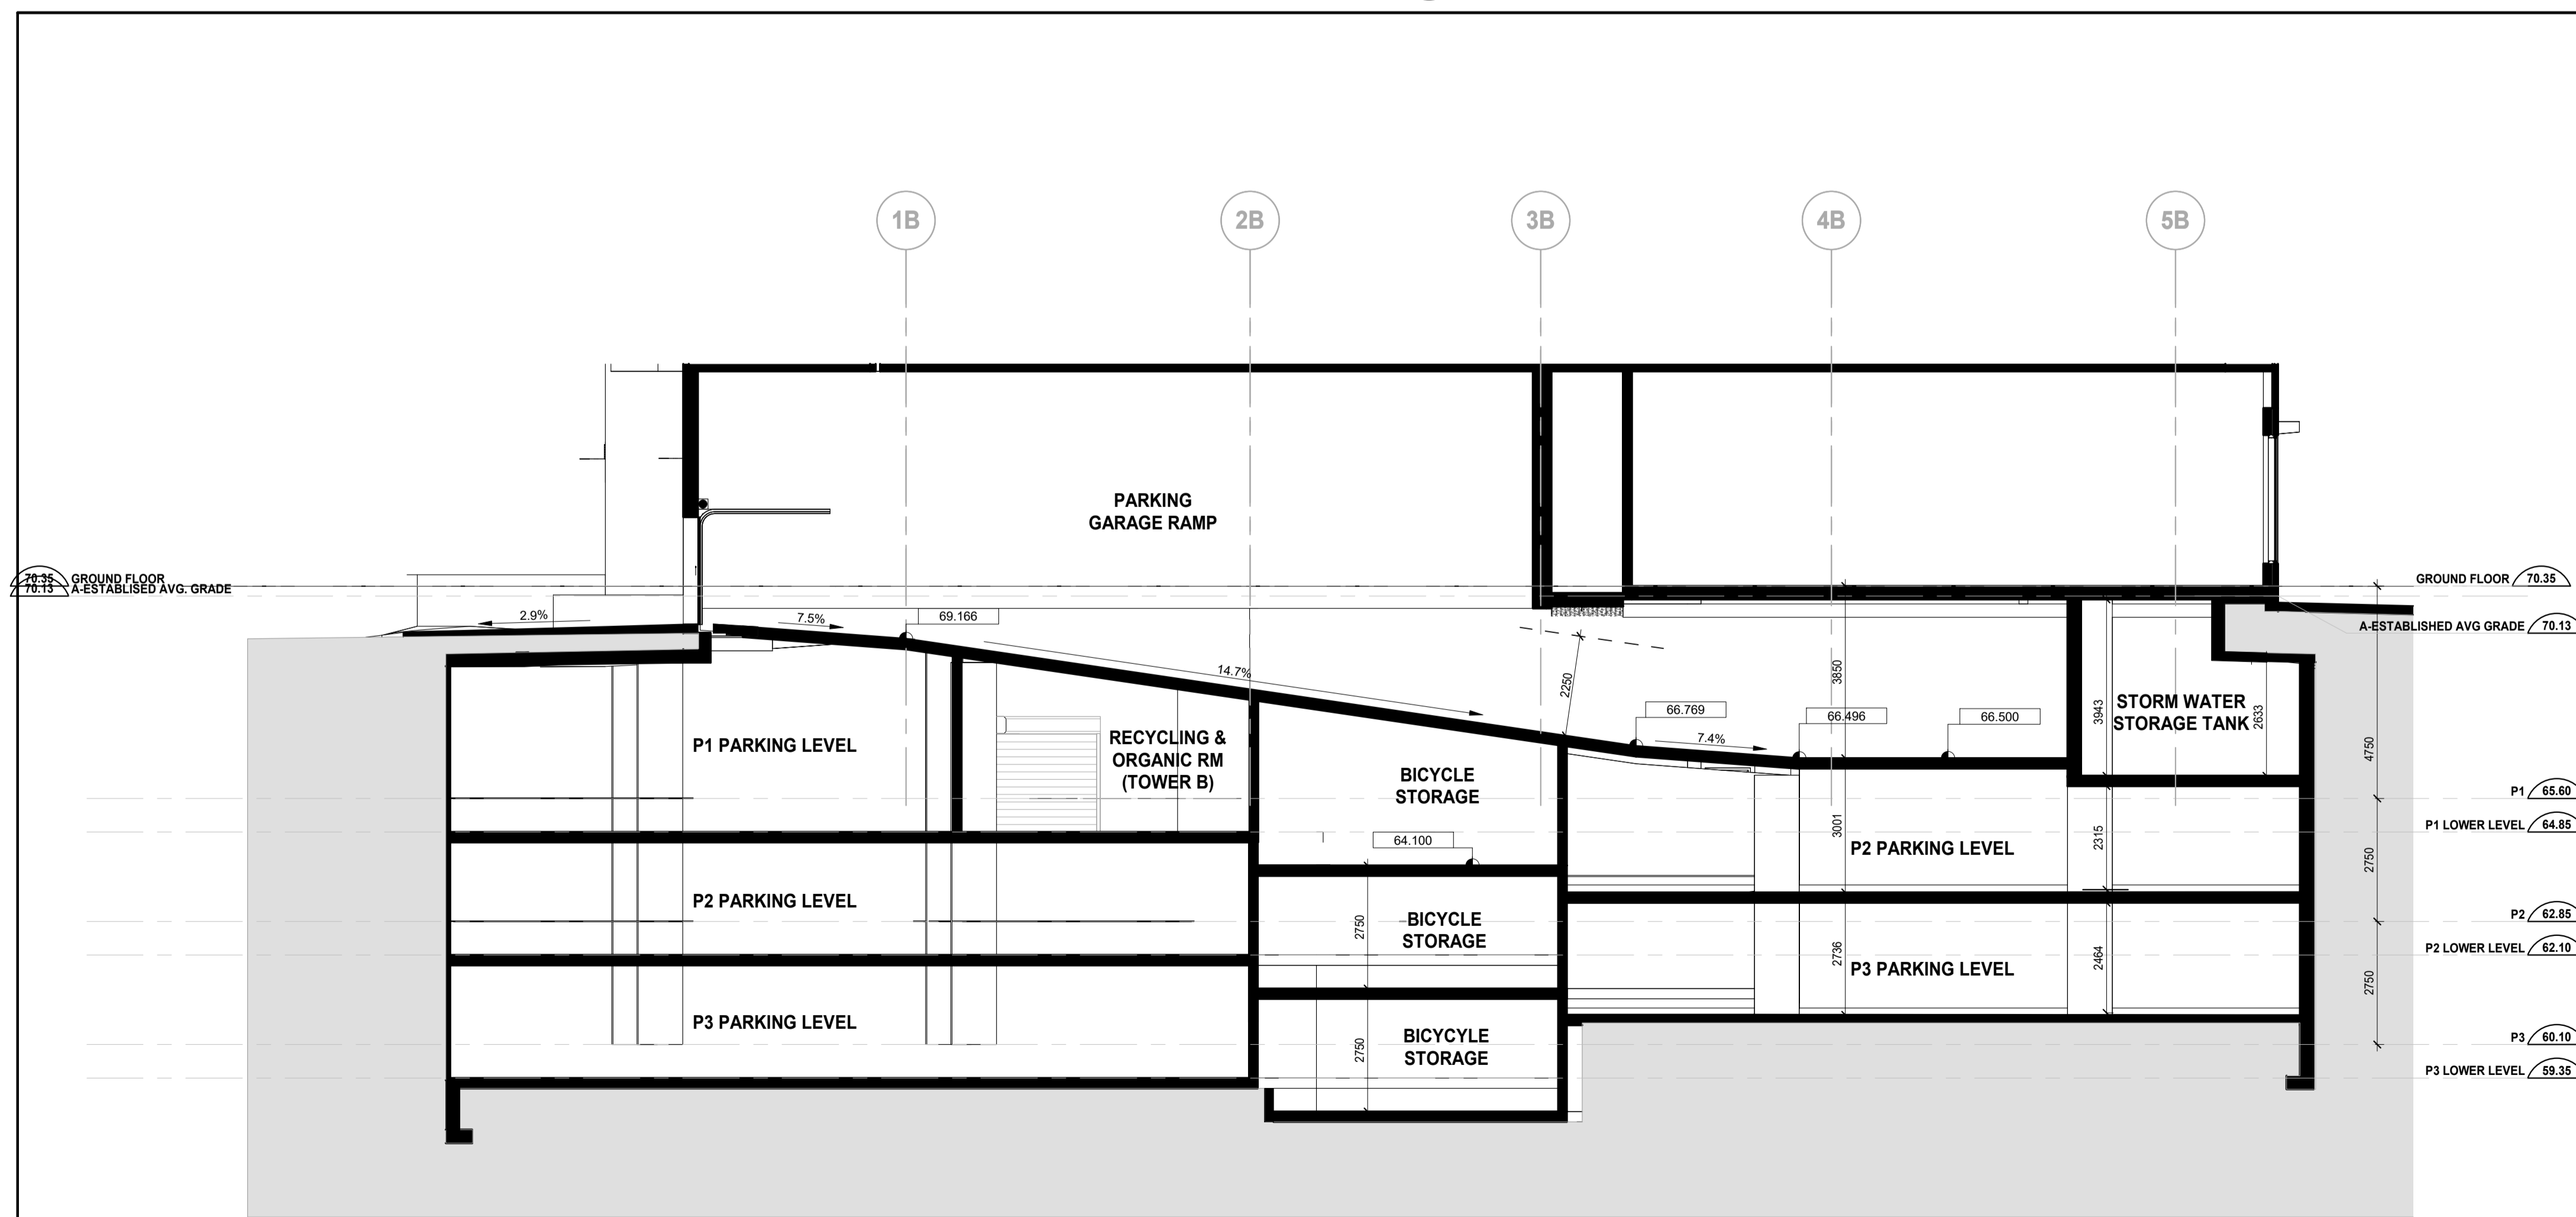 1B
2B
3B
4B
5B
PARKING
GARAGE RAMP
70.35 GROUND FLOOR
70.13 A-ESTABLISED AVG. GRADE
GROUND FLOOR 70.35
A-ESTABLISHED AVG GRADE 70.13
2.9%
7.5%
69.166
14.7%
2250
3850
66.769
66.496
66.500
7.4%
3943
STORM WATER
STORAGE TANK
2633
4750
P1 PARKING LEVEL
RECYCLING &
ORGANIC RM
(TOWER B)
BICYCLE
STORAGE
64.100
3001
P2 PARKING LEVEL
2315
P1 65.60
P1 LOWER LEVEL 64.85
2750
P2 PARKING LEVEL
2750
BICYCLE
STORAGE
2736
P3 PARKING LEVEL
2464
P2 62.85
P2 LOWER LEVEL 62.10
2750
P3 PARKING LEVEL
2750
BICYCYLE
STORAGE
P3 60.10
P3 LOWER LEVEL 59.35